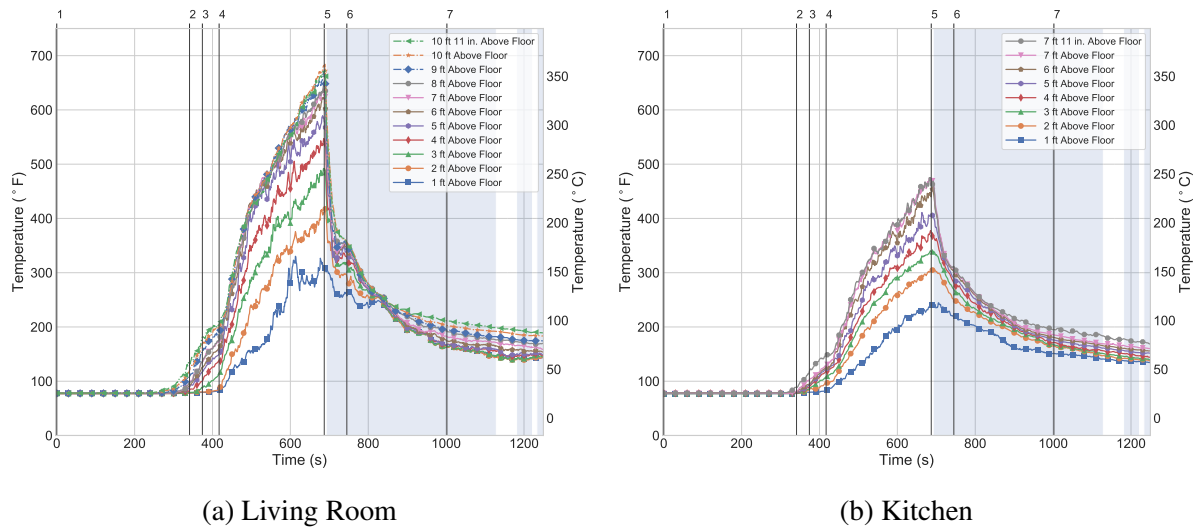 1 2 3 4 5 6 7
750
700
600
500
400
300
200
100
0
Temperature (° F)
10 ft 11 in. Above Floor
10 ft Above Floor
9 ft Above Floor
8 ft Above Floor
7 ft Above Floor
6 ft Above Floor
5 ft Above Floor
4 ft Above Floor
3 ft Above Floor
2 ft Above Floor
1 ft Above Floor
350
300
250
200
150
100
50
0
Temperature (° C)
0 200 400 600 800 1000 1200
Time (s)
(a) Living Room
1 2 3 4 5 6 7
700
600
500
400
300
200
100
0
Temperature (° F)
7 ft 11 in. Above Floor
7 ft Above Floor
6 ft Above Floor
5 ft Above Floor
4 ft Above Floor
3 ft Above Floor
2 ft Above Floor
1 ft Above Floor
350
300
250
200
150
100
50
0
Temperature (° C)
0 200 400 600 800 1000 1200
Time (s)
(b) Kitchen